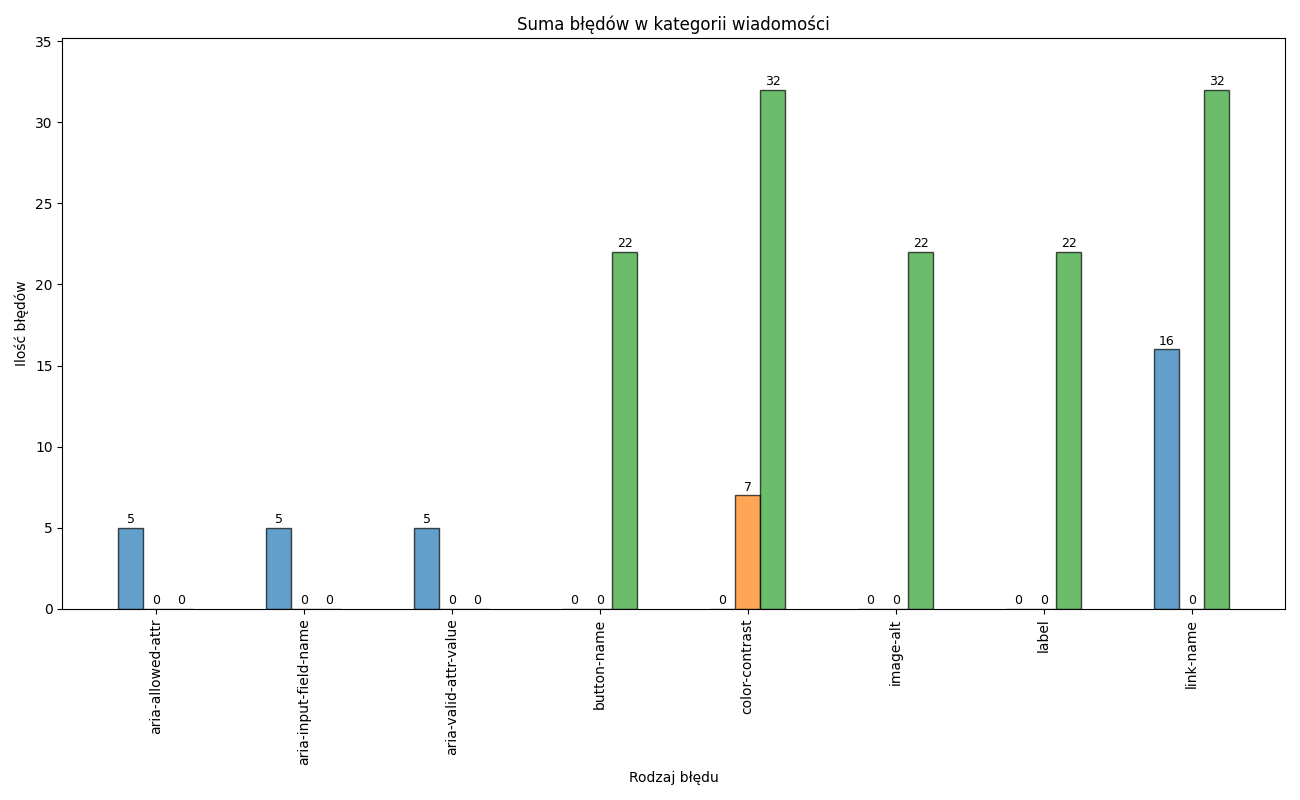 Suma błędów w kategorii wiadomości
Ilość błędów
35
30
25
20
15
10
5
0
5 0 0
5 0 0
5 0 0
0 0 22
0 7 32
0 0 22
0 0 22
16 0 32
aria-allowed-attr
aria-input-field-name
aria-valid-attr-value
button-name
color-contrast
image-alt
label
link-name
Rodzaj błędu